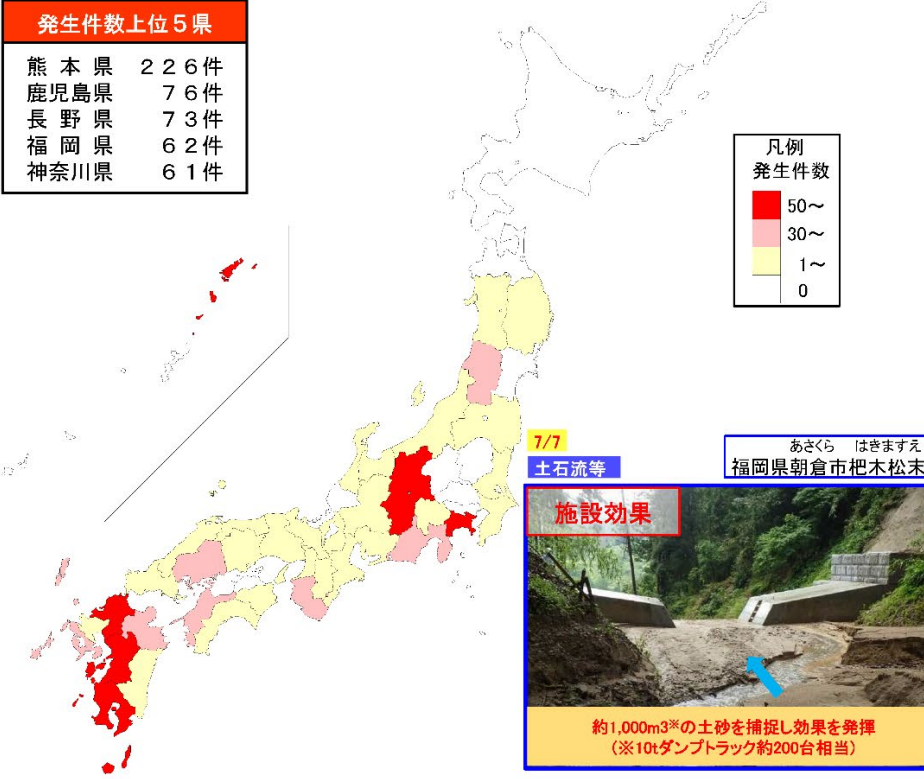 発生件数上位5県
熊本県 226件
鹿児島県 76件
長野県 73件
福岡県 62件
神奈川県 61件
凡例
発生件数
50～
30～
1～
0
7/7
土石流等
あさくら はきますえ
福岡県朝倉市杷木松末
施設効果
約1,000m3※の土砂を捕捉し効果を発揮
(※10tダンプトラック約200台相当)